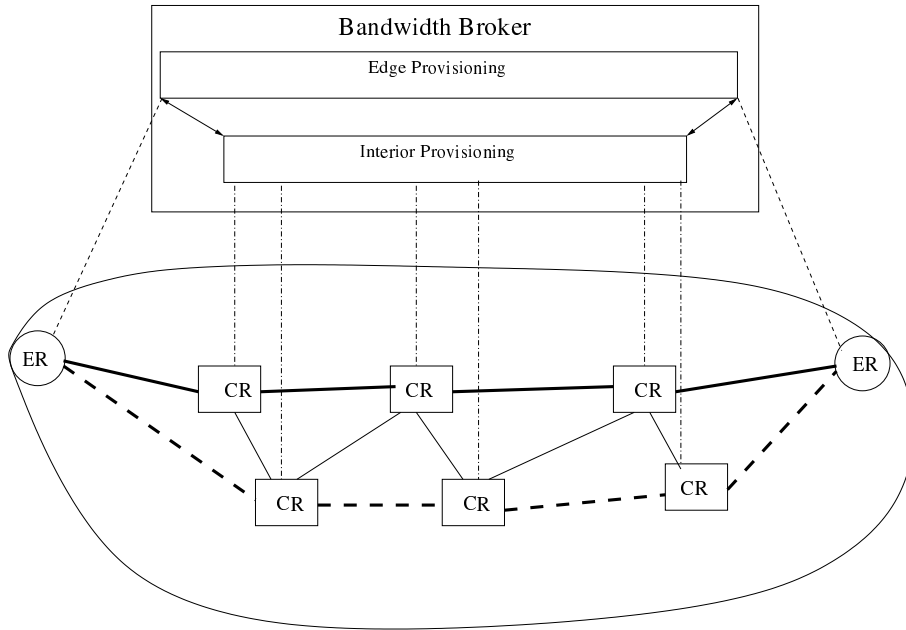 Bandwidth Broker
Edge Provisioning
Interior Provisioning
ER
ER
CR
CR
CR
CR
CR
CR